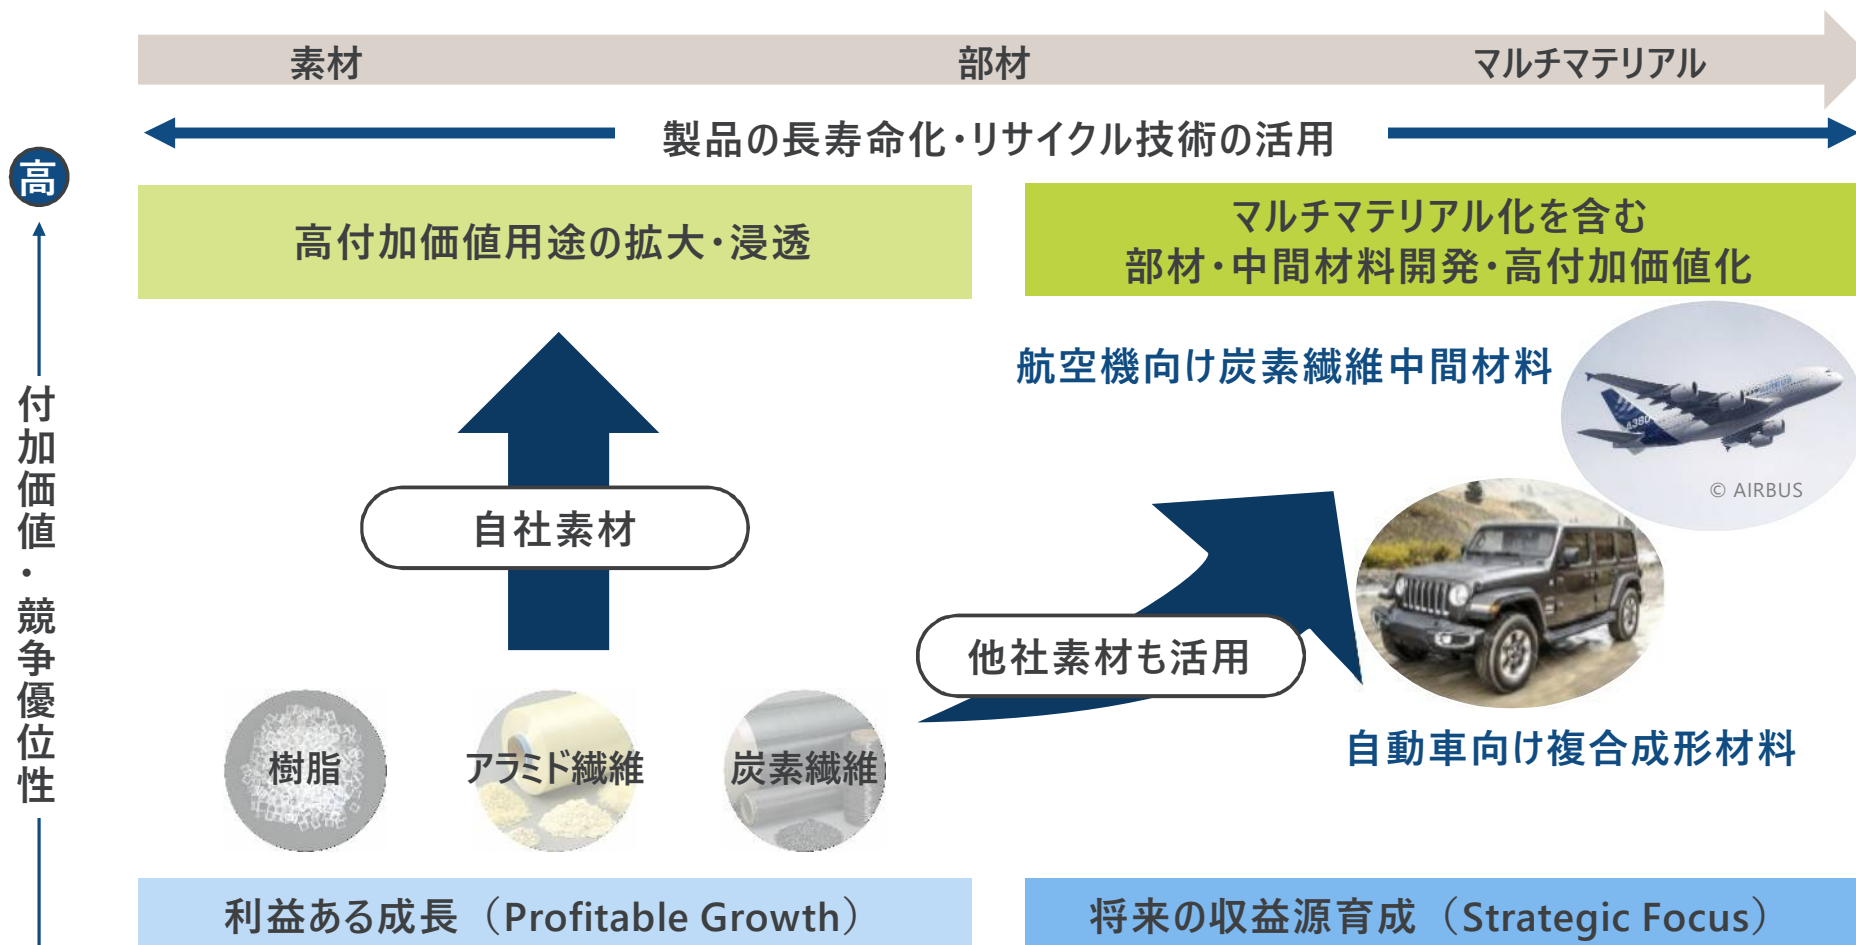 素材
部材
マルチマテリアル
製品の長寿命化・リサイクル技術の活用
高
付加価値・競争優位性
高付加価値用途の拡大・浸透
マルチマテリアル化を含む
部材・中間材料開発・高付加価値化
航空機向け炭素繊維中間材料
A380
© AIRBUS
自社素材
他社素材も活用
自動車向け複合成形材料
樹脂
アラミド繊維
炭素繊維
利益ある成長（Profitable Growth）
将来の収益源育成（Strategic Focus）